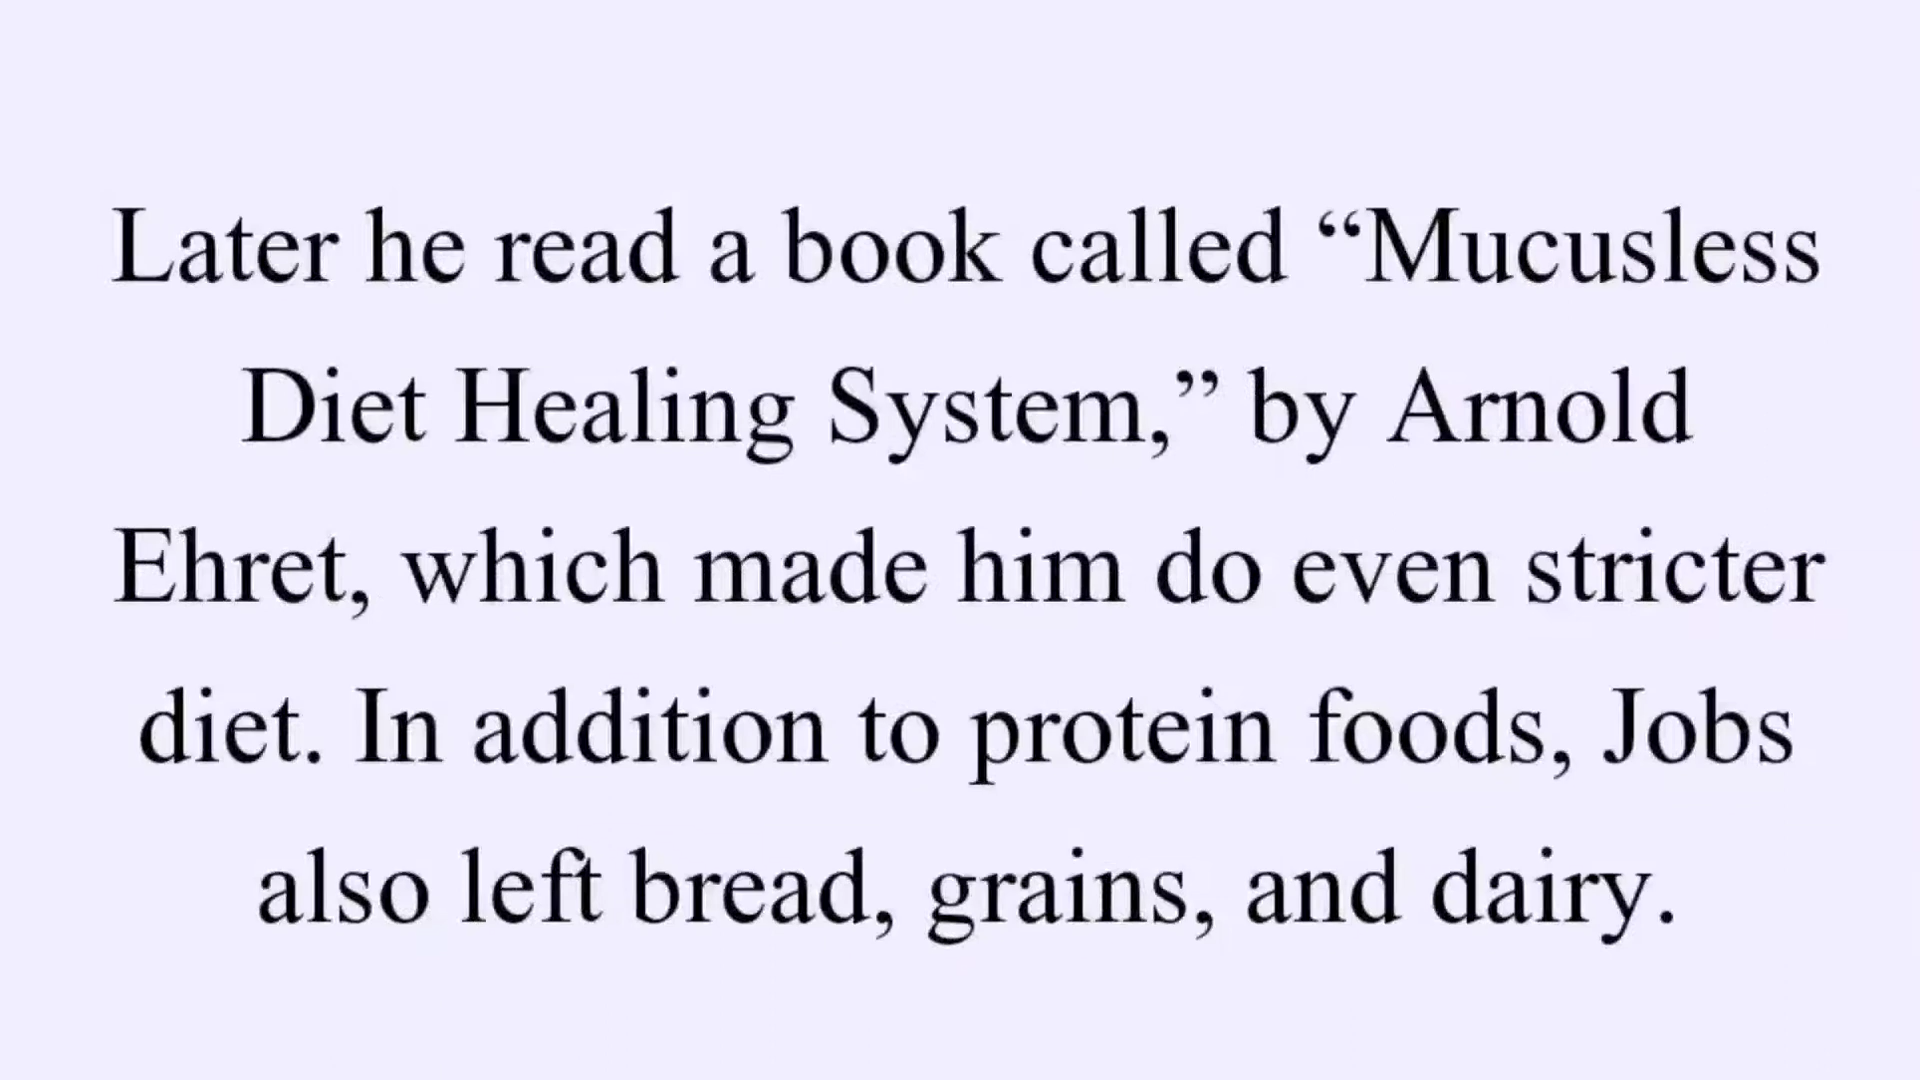 Later he read a book called “Mucusless
Diet Healing System,” by Arnold
Ehret, which made him do even stricter
diet. In addition to protein foods, Jobs
also left bread, grains, and dairy.